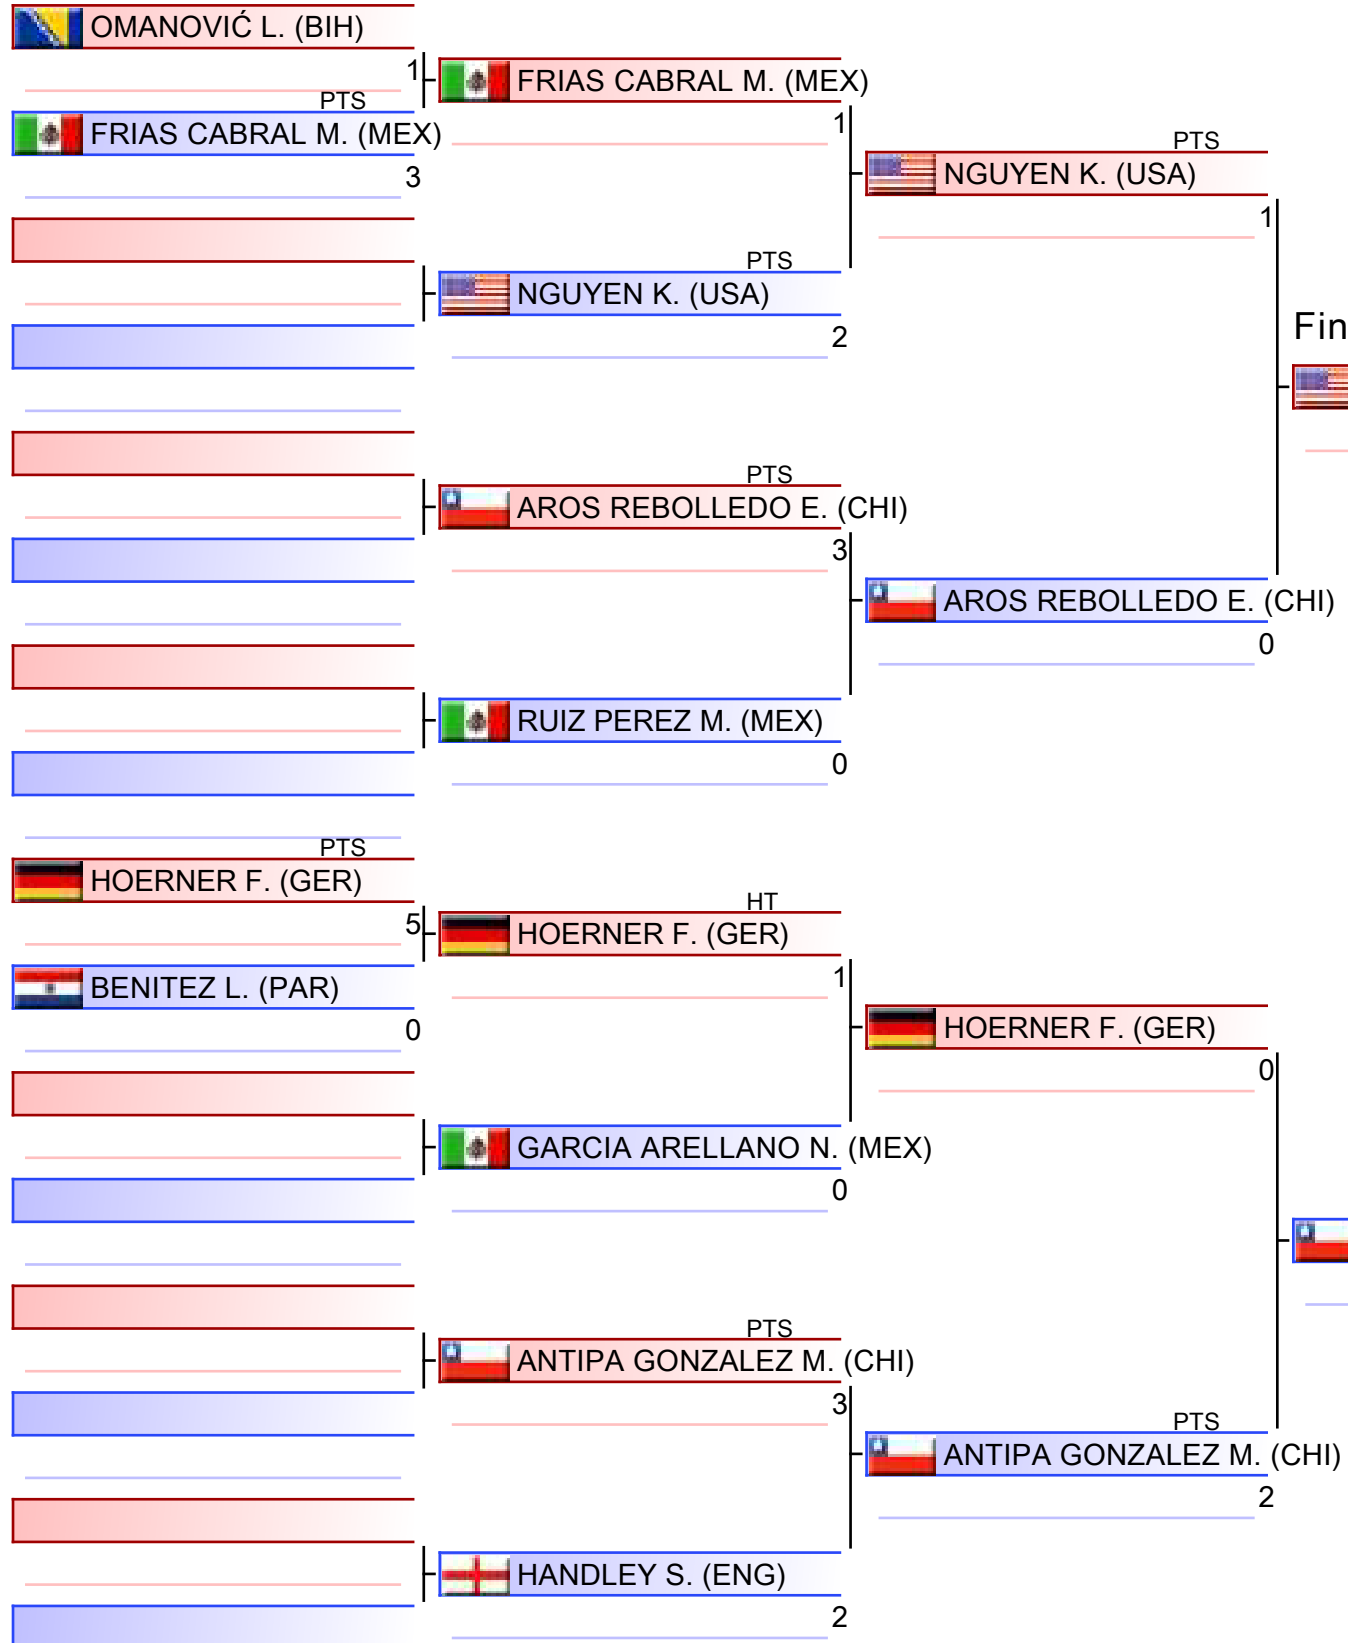 OMANOVIĆ L. (BIH)
1
PTS
FRIAS CABRAL M. (MEX)
3
PTS
HOERNER F. (GER)
5
BENITEZ L. (PAR)
0
FRIAS CABRAL M. (MEX)
1
PTS
NGUYEN K. (USA)
2
PTS
AROS REBOLLEDO E. (CHI)
3
RUIZ PEREZ M. (MEX)
0
HT
HOERNER F. (GER)
1
GARCIA ARELLANO N. (MEX)
0
PTS
ANTIPA GONZALEZ M. (CHI)
3
HANDLEY S. (ENG)
2
PTS
NGUYEN K. (USA)
1
AROS REBOLLEDO E. (CHI)
0
HOERNER F. (GER)
0
PTS
ANTIPA GONZALEZ M. (CHI)
2
Fin